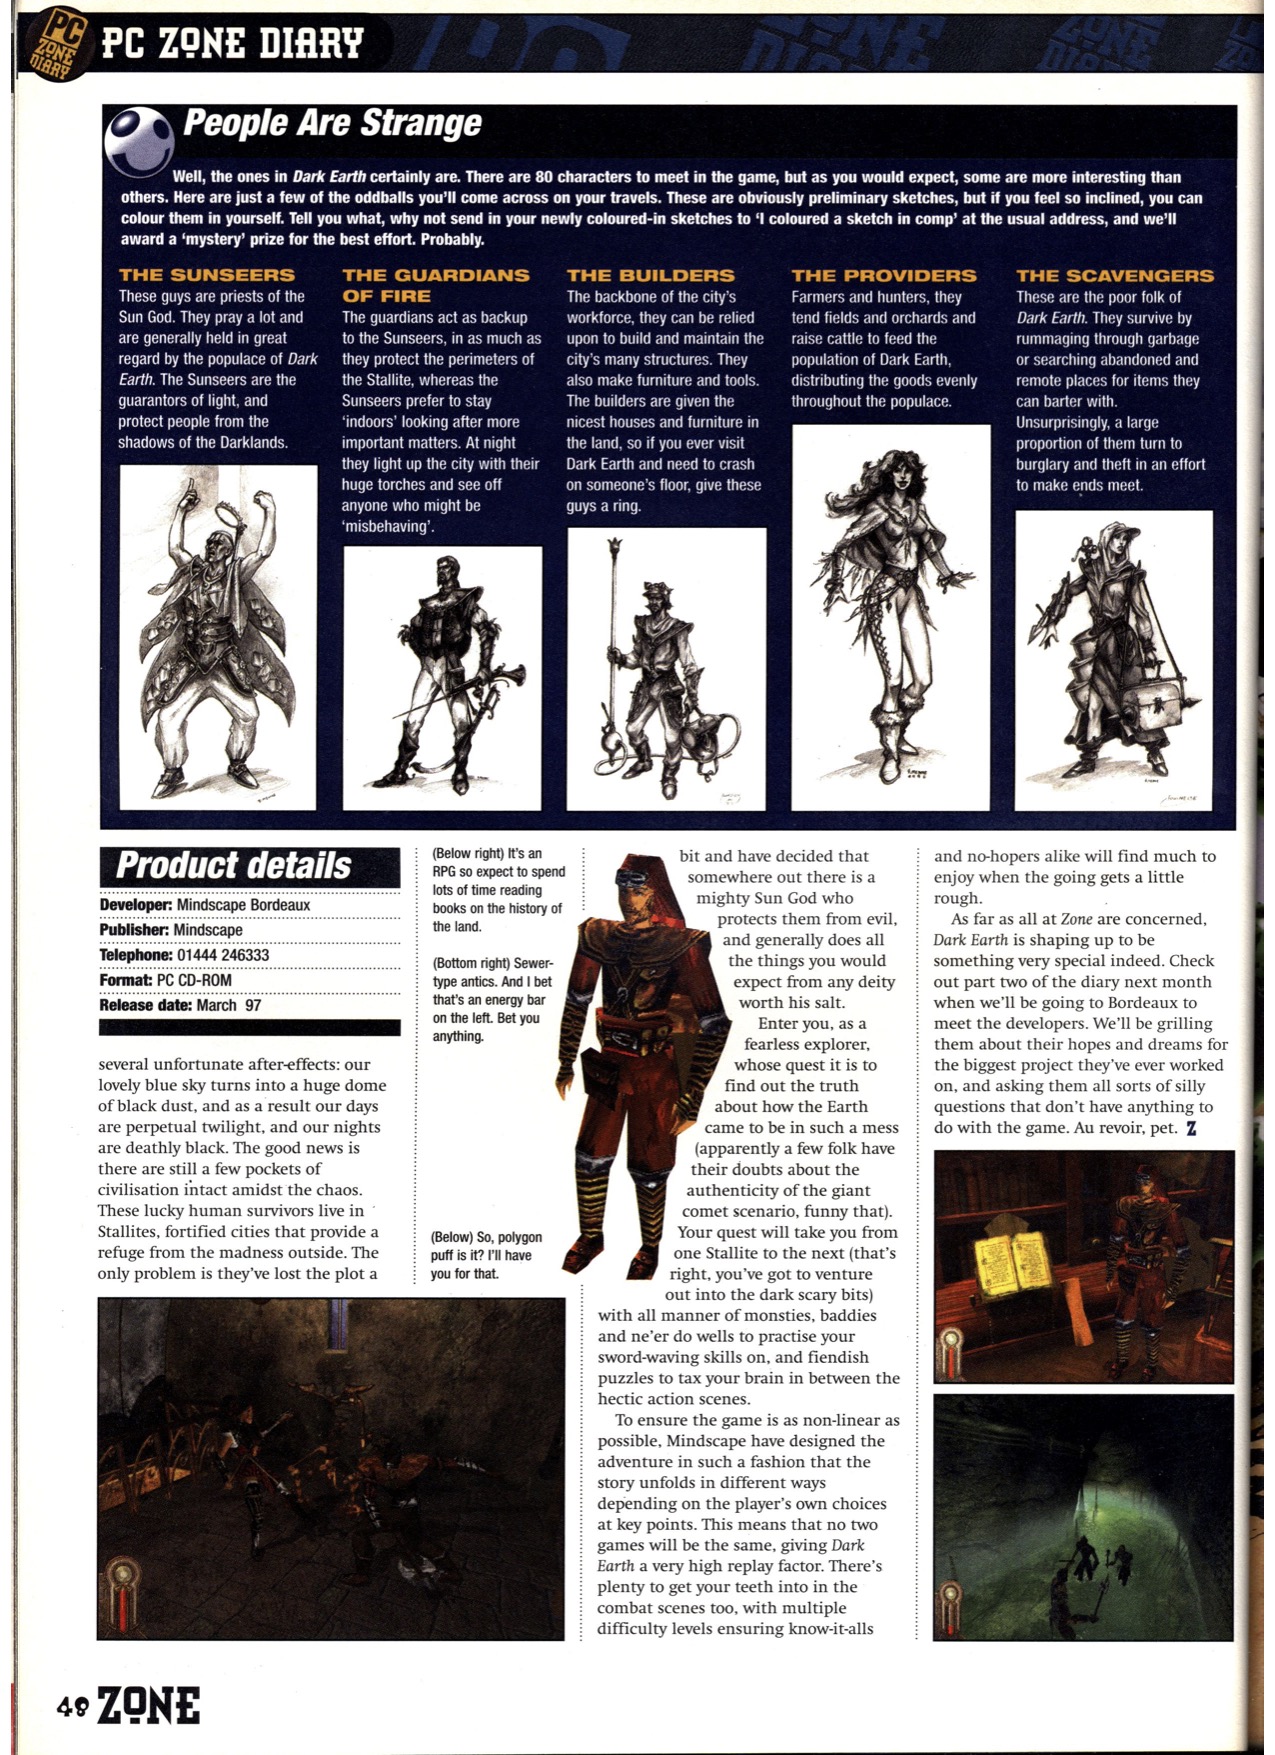 PC ZONE DIARY
PC ZONE DIARY
People Are Strange
Well, the ones in Dark Earth certainly are. There are 80 characters to meet in the game, but as you would expect, some are more interesting than
others. Here are just a few of the oddballs you'll come across on your travels. These are obviously preliminary sketches, but if you feel so inclined, you can
colour them in yourself. Tell you what, why not send in your newly coloured-in sketches to 'I coloured a sketch in comp' at the usual address, and we'll
award a 'mystery' prize for the best effort. Probably.
THE SUNSEERS
These guys are priests of the
Sun God. They pray a lot and
are generally held in great
regard by the populace of Dark
Earth. The Sunseers are the
guarantors of light, and
protect people from the
shadows of the Darklands.
THE GUARDIANS
OF FIRE
The guardians act as backup
to the Sunseers, in as much as
they protect the perimeters of
the Stallite, whereas the
Sunseers prefer to stay
'indoors' looking after more
important matters. At night
they light up the city with their
huge torches and see off
anyone who might be
'misbehaving'.
THE BUILDERS
The backbone of the city's
workforce, they can be relied
upon to build and maintain the
city's many structures. They
also make furniture and tools.
The builders are given the
nicest houses and furniture in
the land, so if you ever visit
Dark Earth and need to crash
on someone's floor, give these
guys a ring.
THE PROVIDERS
Farmers and hunters, they
tend fields and orchards and
raise cattle to feed the
population of Dark Earth,
distributing the goods evenly
throughout the populace.
THE SCAVENGERS
These are the poor folk of
Dark Earth. They survive by
rummaging through garbage
or searching abandoned and
remote places for items they
can barter with.
Unsurprisingly, a large
proportion of them turn to
burglary and theft in an effort
to make ends meet.
Product details
Developer: Mindscape Bordeaux
Publisher: Mindscape
Telephone: 01444 246333
Format: PC CD-ROM
Release date: March 97
several unfortunate after-effects: our
lovely blue sky turns into a huge dome
of black dust, and as a result our days
are perpetual twilight, and our nights
are deathly black. The good news is
there are still a few pockets of
civilisation intact amidst the chaos.
These lucky human survivors live in
Stallites, fortified cities that provide a
refuge from the madness outside. The
only problem is they've lost the plot a
(Below right) It's an
RPG so expect to spend
lots of time reading
books on the history of
the land.
(Bottom right) Sewer-
type antics. And I bet
that's an energy bar
on the left. Bet you
anything.
(Below) So, polygon
puff is it? I'll have
you for that.
bit and have decided that
somewhere out there is a
mighty Sun God who
protects them from evil,
and generally does all
the things you would
expect from any deity
worth his salt.
Enter you, as a
fearless explorer,
whose quest it is to
find out the truth
about how the Earth
came to be in such a mess
(apparently a few folk have
their doubts about the
authenticity of the giant
comet scenario, funny that).
Your quest will take you from
one Stallite to the next (that's
right, you've got to venture
out into the dark scary bits)
with all manner of monsties, baddies
and ne'er do wells to practise your
sword-waving skills on, and fiendish
puzzles to tax your brain in between the
hectic action scenes.
To ensure the game is as non-linear as
possible, Mindscape have designed the
adventure in such a fashion that the
story unfolds in different ways
depending on the player's own choices
at key points. This means that no two
games will be the same, giving Dark
Earth a very high replay factor. There's
plenty to get your teeth into in the
combat scenes too, with multiple
difficulty levels ensuring know-it-alls
and no-hopers alike will find much to
enjoy when the going gets a little
rough.
As far as all at Zone are concerned,
Dark Earth is shaping up to be
something very special indeed. Check
out part two of the diary next month
when we'll be going to Bordeaux to
meet the developers. We'll be grilling
them about their hopes and dreams for
the biggest project they've ever worked
on, and asking them all sorts of silly
questions that don't have anything to
do with the game. Au revoir, pet. Z
48 ZONE